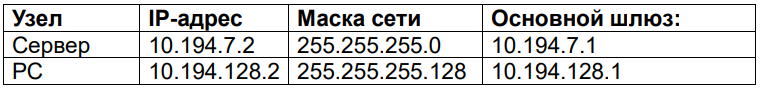 Узел IP-адрес Маска сети Основной шлюз:
Сервер 10.194.7.2 255.255.255.0 10.194.7.1
PC 10.194.128.2 255.255.255.128 10.194.128.1